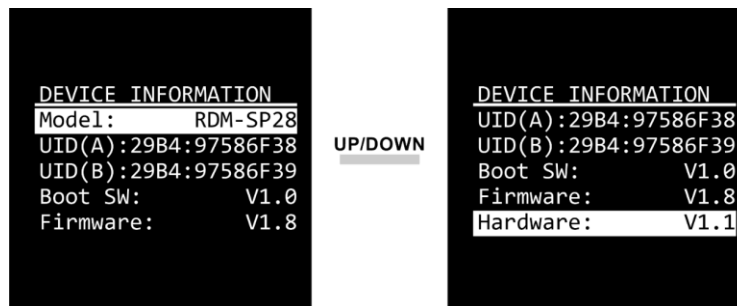 DEVICE INFORMATION
Model: RDM-SP28
UID(A):29B4:97586F38
UID(B):29B4:97586F39
Boot SW: V1.0
Firmware: V1.8
UP/DOWN
DEVICE INFORMATION
UID(A):29B4:97586F38
UID(B):29B4:97586F39
Boot SW: V1.0
Firmware: V1.8
Hardware: V1.1